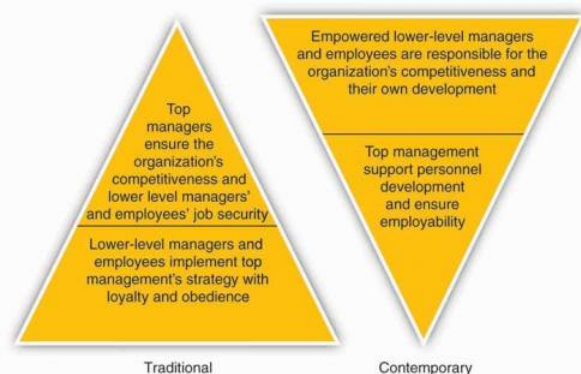 Top
managers
ensure the
organization's
competitiveness and
lower level managers'
and employees' job security
Lower-level managers and
employees implement top
management's strategy with
loyalty and obedience
Traditional
Empowered lower-level managers
and employees are responsible for the
organization's competitiveness and
their own development
Top management
support personnel
development
and ensure
employability
Contemporary